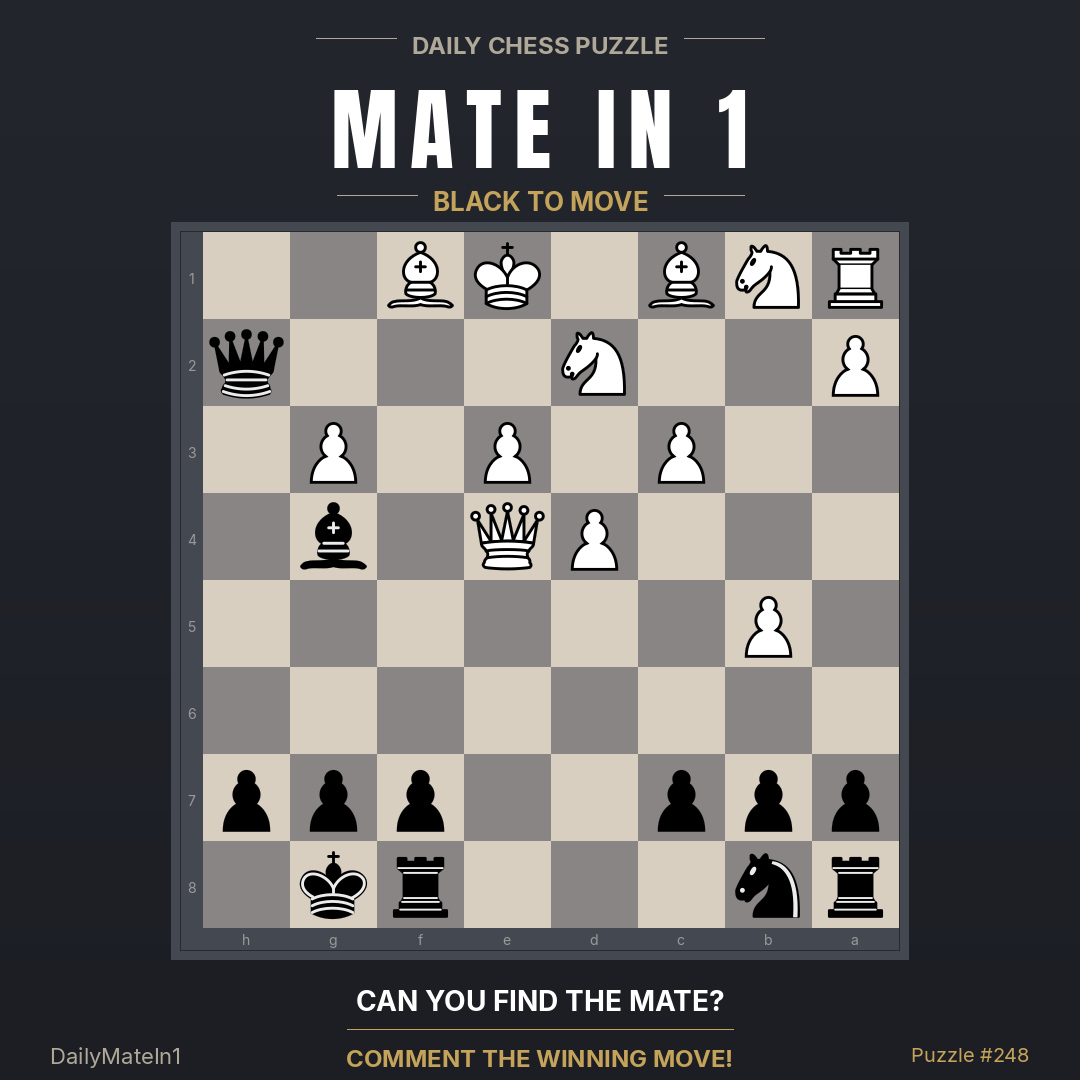 DAILY CHESS PUZZLE
MATE IN 1
BLACK TO MOVE
1
2
3
4
5
6
7
8
h g f e d c b a
CAN YOU FIND THE MATE?
DailyMateIn1
COMMENT THE WINNING MOVE!
Puzzle #248